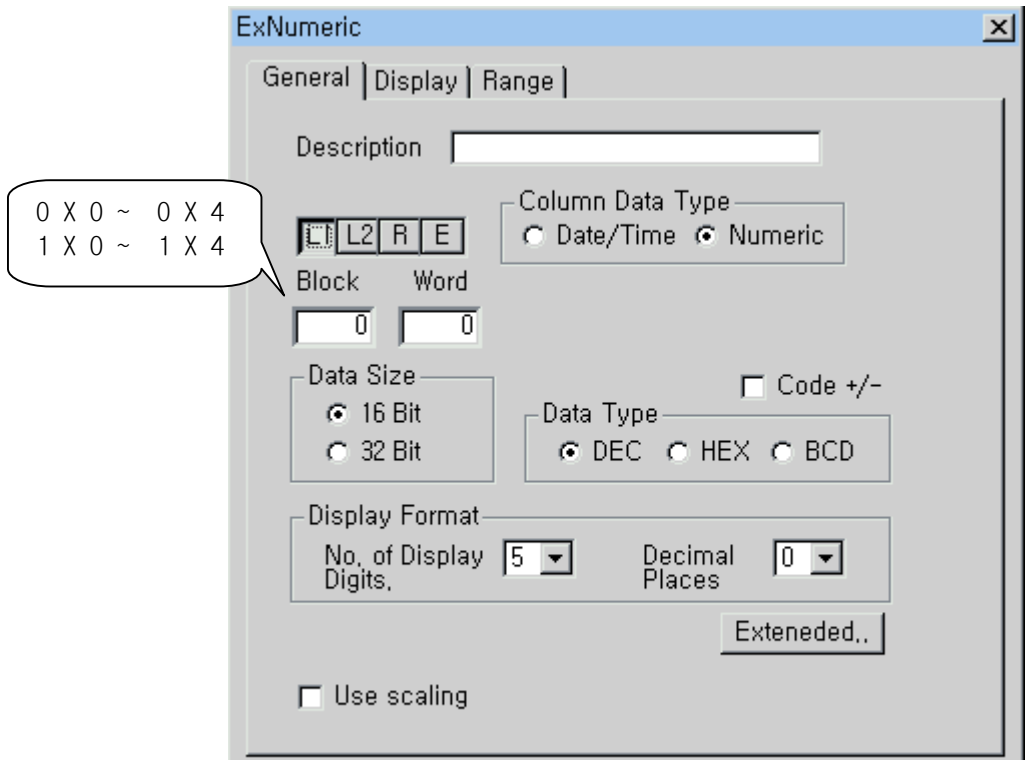 ExNumeric
General Display Range
Description
0 X 0 ~ 0 X 4
1 X 0 ~ 1 X 4
Column Data Type
L1 L2 R E
Date/Time Numeric
Block Word
0 0
Data Size
Code +/-
16 Bit
Data Type
32 Bit
DEC HEX BCD
Display Format
No. of Display 5 Decimal 0
Digits. Places
Exteneded..
Use scaling